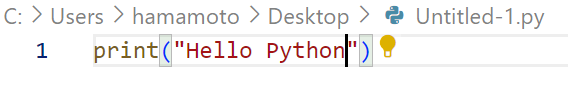 C: > Users > hamamoto > Desktop > Untitled-1.py
1 print("Hello Python")